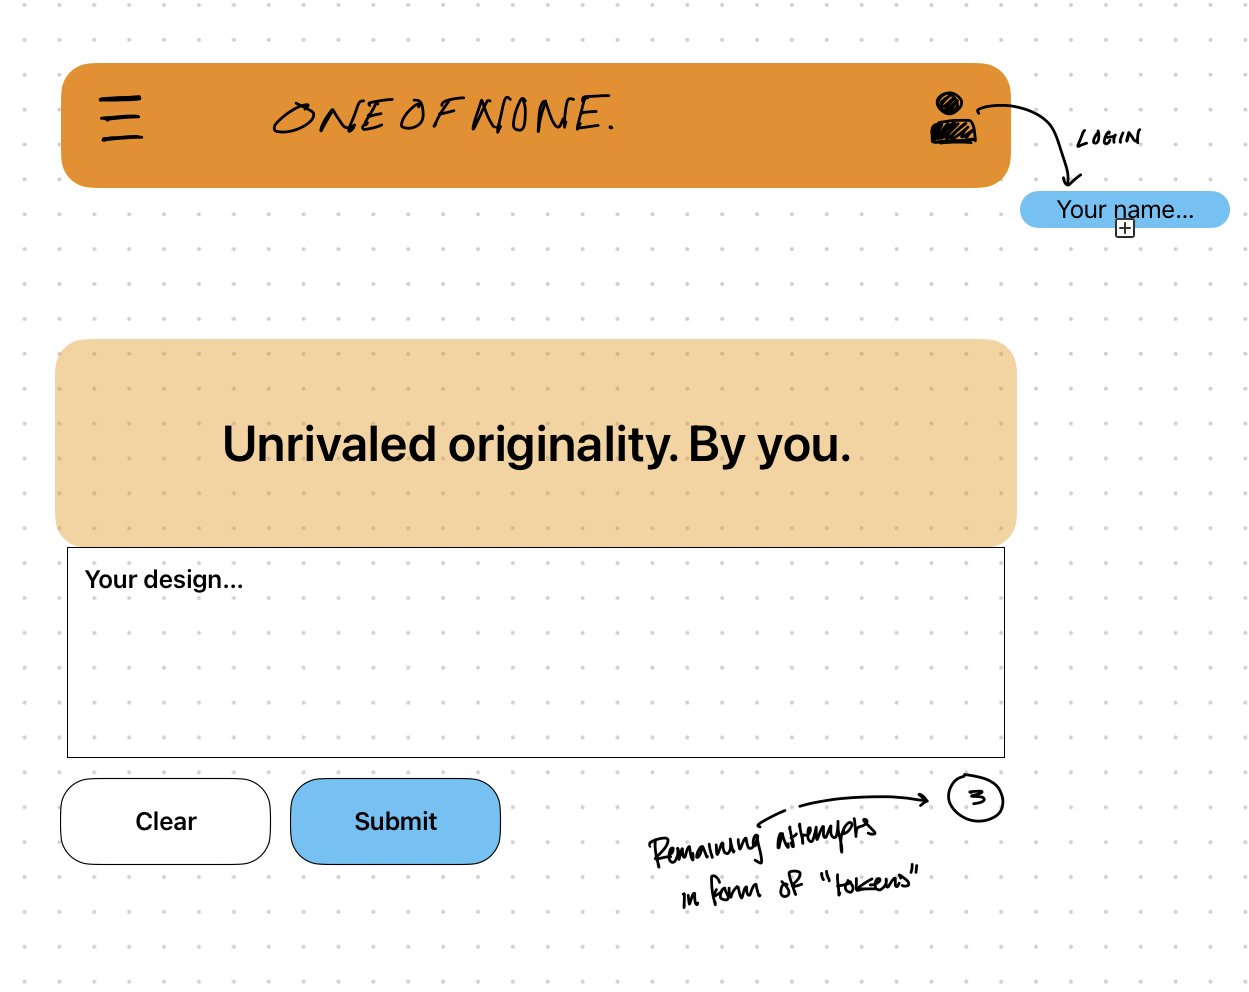 ONE OF NONE.
LOGIN
Your name...
Unrivaled originality. By you.
Your design...
Clear
Submit
3
Remaining attempts
in form of "tokens"